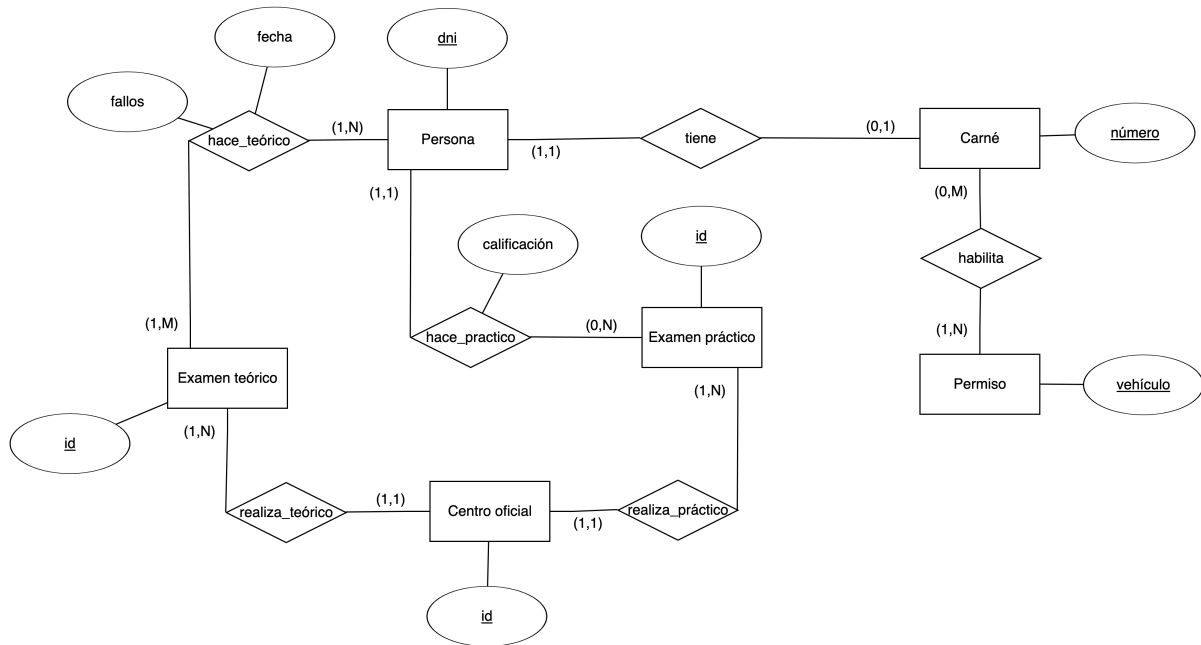 fecha
dni
fallos
hace_teórico
(1,N)
Persona
(1,1)
tiene
(0,1)
Carné
número
(1,1)
(0,M)
calificación
id
habilita
(1,M)
hace_practico
(0,N)
Examen práctico
(1,N)
Examen teórico
(1,N)
Permiso
vehículo
id
(1,N)
realiza_teórico
(1,1)
Centro oficial
(1,1)
realiza_práctico
id